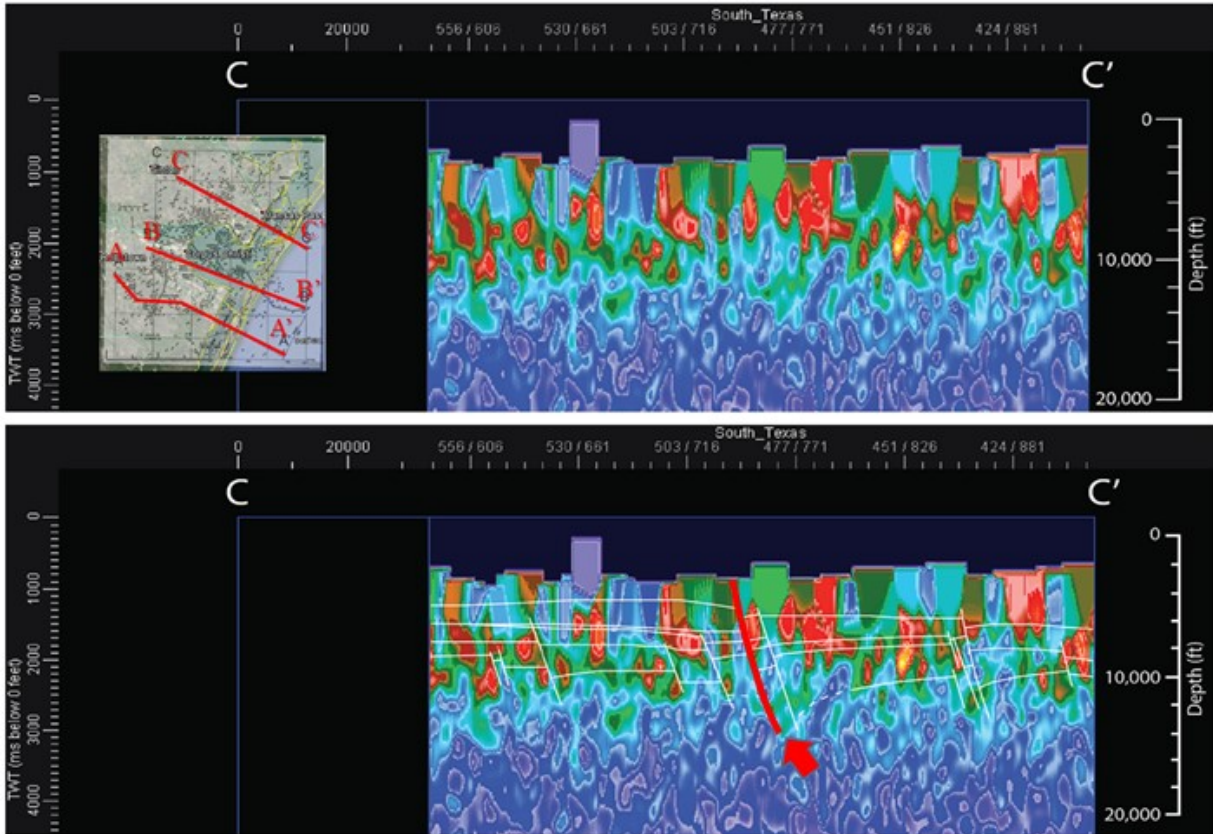 South_Texas
0 20000 556 / 606 530 / 661 503 / 716 477 / 771 451 / 826 424 / 881
C C'
0
1000
2000
3000
4000
TWT (ms below 0 feet)
C
C
B
A
C'
B'
A'
0
10,000
20,000
Depth (ft)
South_Texas
0 20000 556 / 606 530 / 661 503 / 716 477 / 771 451 / 826 424 / 881
C C'
0
1000
2000
3000
4000
TWT (ms below 0 feet)
0
10,000
20,000
Depth (ft)